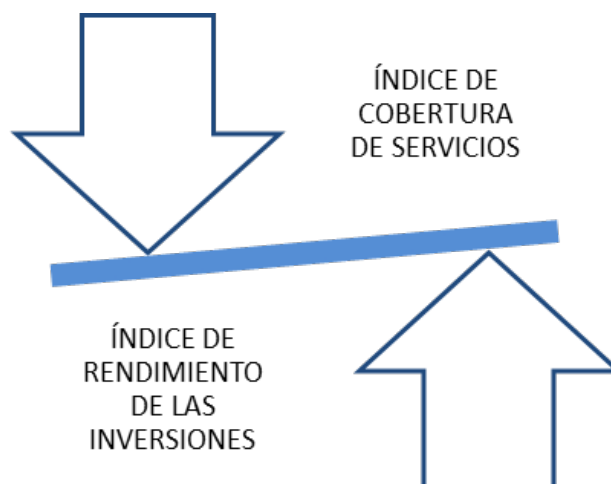 ÍNDICE DE
COBERTURA
DE SERVICIOS
ÍNDICE DE
RENDIMIENTO
DE LAS
INVERSIONES